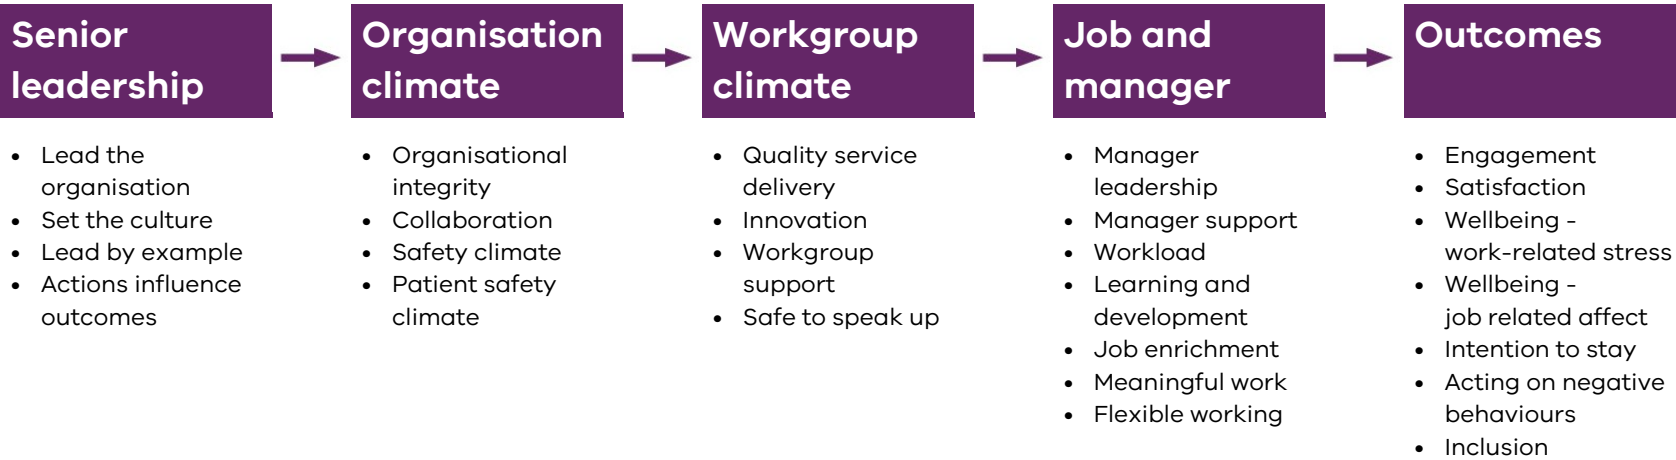 Senior
leadership
• Lead the
organisation
• Set the culture
• Lead by example
• Actions influence
outcomes
Organisation
climate
• Organisational
integrity
• Collaboration
• Safety climate
• Patient safety
climate
Workgroup
climate
• Quality service
delivery
• Innovation
• Workgroup
support
• Safe to speak up
Job and
manager
• Manager
leadership
• Manager support
• Workload
• Learning and
development
• Job enrichment
• Meaningful work
• Flexible working
Outcomes
• Engagement
• Satisfaction
• Wellbeing -
work-related stress
• Wellbeing -
job related affect
• Intention to stay
• Acting on negative
behaviours
• Inclusion